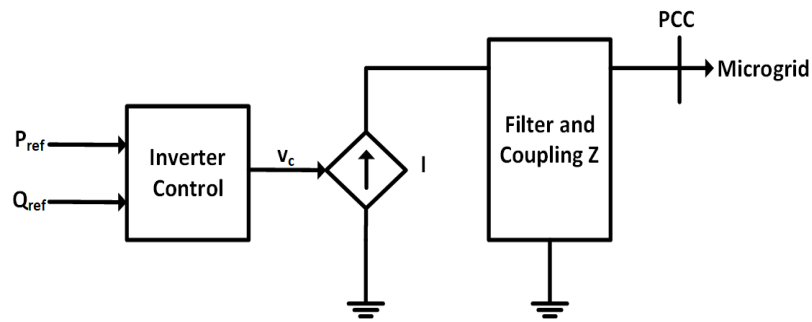 PCC
Microgrid
Filter and
Coupling Z
P_ref
Inverter
Control
v_c
I
Q_ref